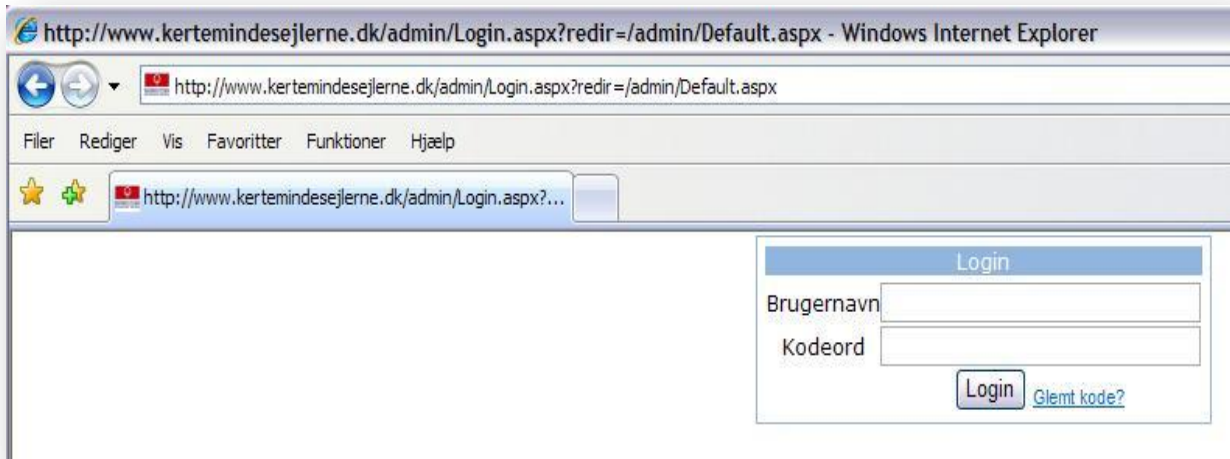 http://www.kertemindesejlerne.dk/admin/Login.aspx?redir=/admin/Default.aspx - Windows Internet Explorer
http://www.kertemindesejlerne.dk/admin/Login.aspx?redir=/admin/Default.aspx
Filer Rediger Vis Favoritter Funktioner Hjælp
http://www.kertemindesejlerne.dk/admin/Login.aspx?...
Login
Brugernavn
Kodeord
Login Glemt kode?